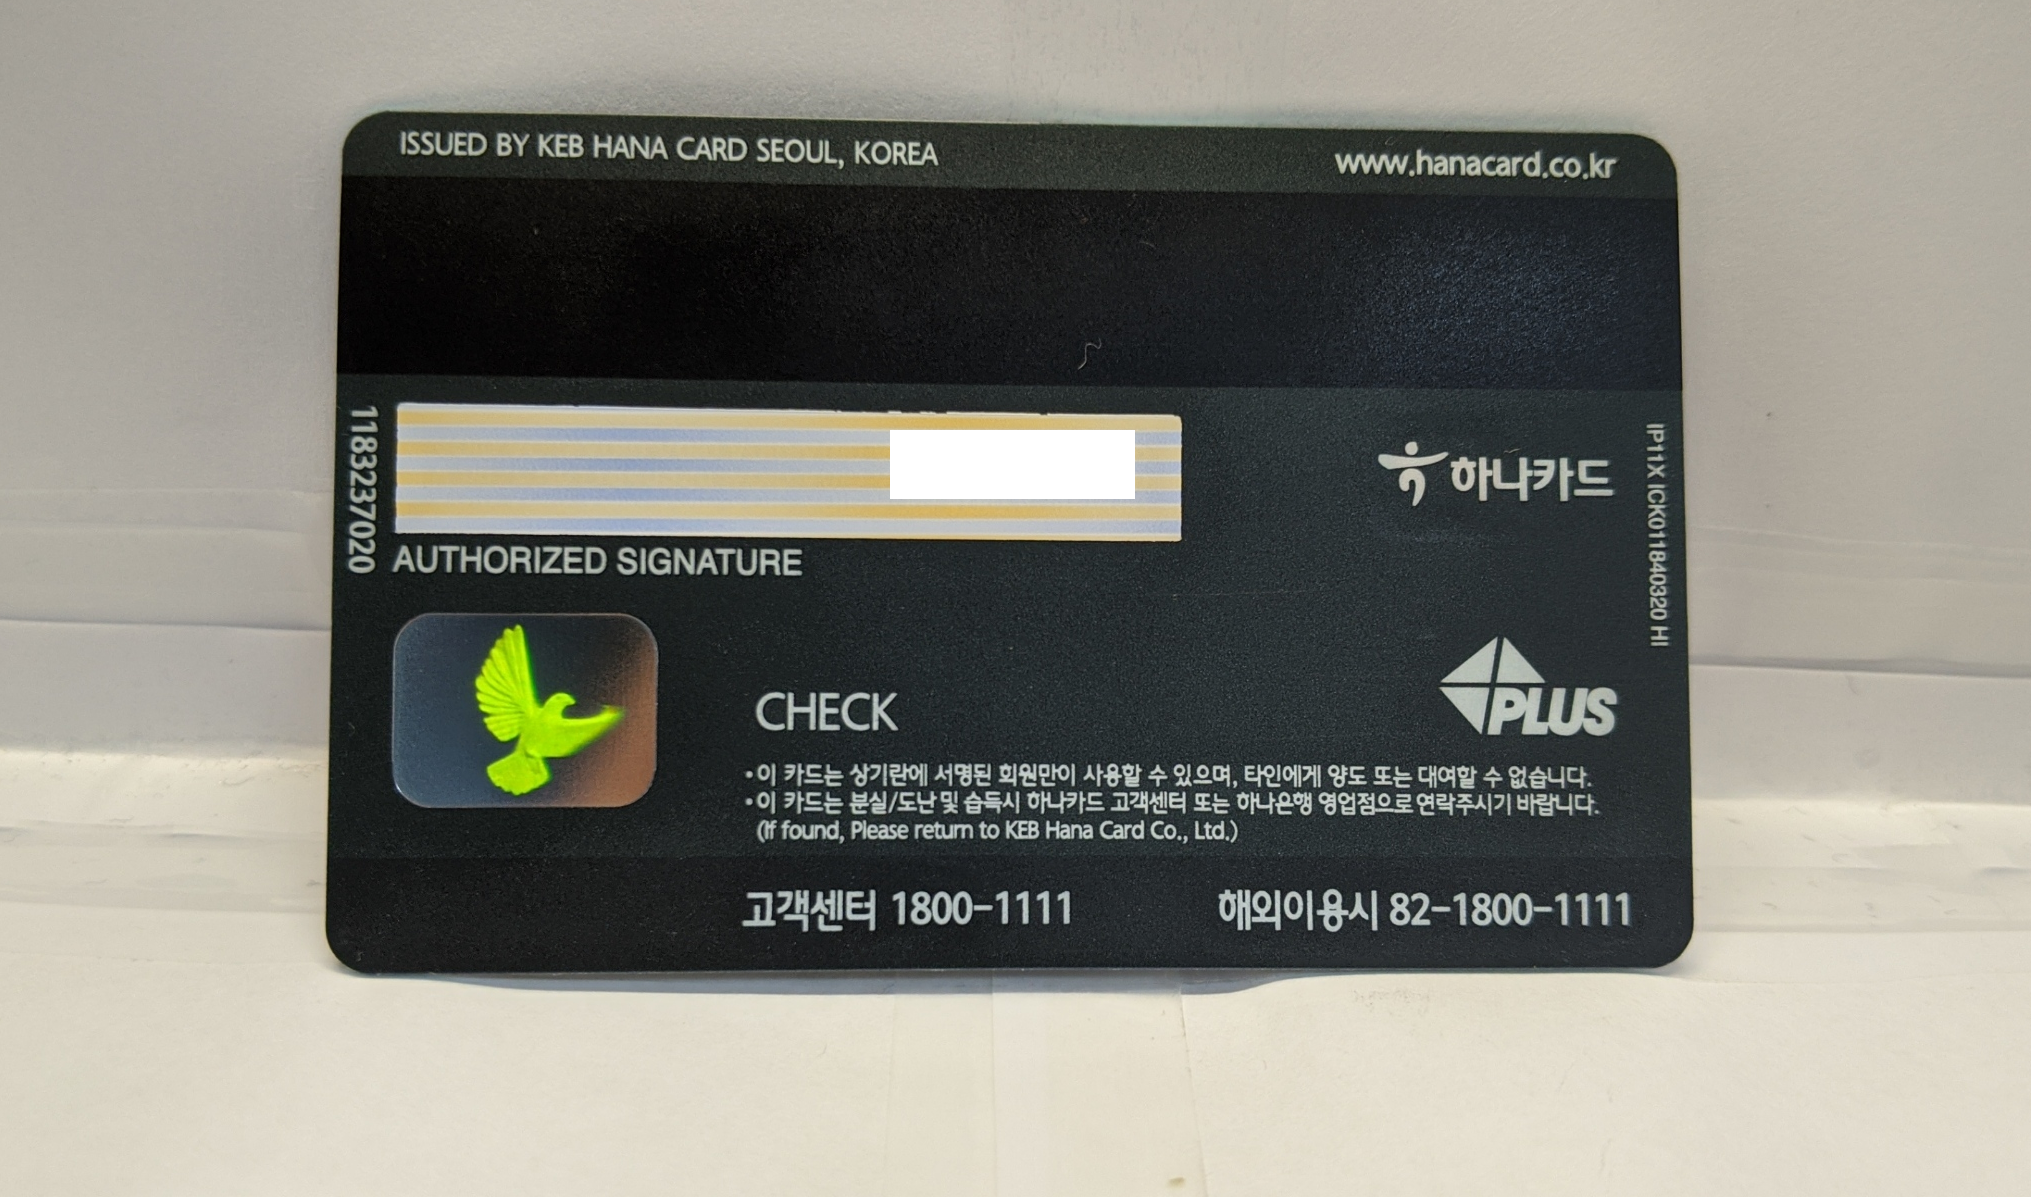 ISSUED BY KEB HANA CARD SEOUL, KOREA
www.hanacard.co.kr
1183237020
AUTHORIZED SIGNATURE
하나카드
IP11X ICK011840320 HI
CHECK
PLUS
•이 카드는 상기란에 서명된 회원만이 사용할 수 있으며, 타인에게 양도 또는 대여할 수 없습니다.
•이 카드는 분실/도난 및 습득시 하나카드 고객센터 또는 하나은행 영업점으로 연락주시기 바랍니다.
(If found, Please return to KEB Hana Card Co., Ltd.)
고객센터 1800-1111
해외이용시 82-1800-1111